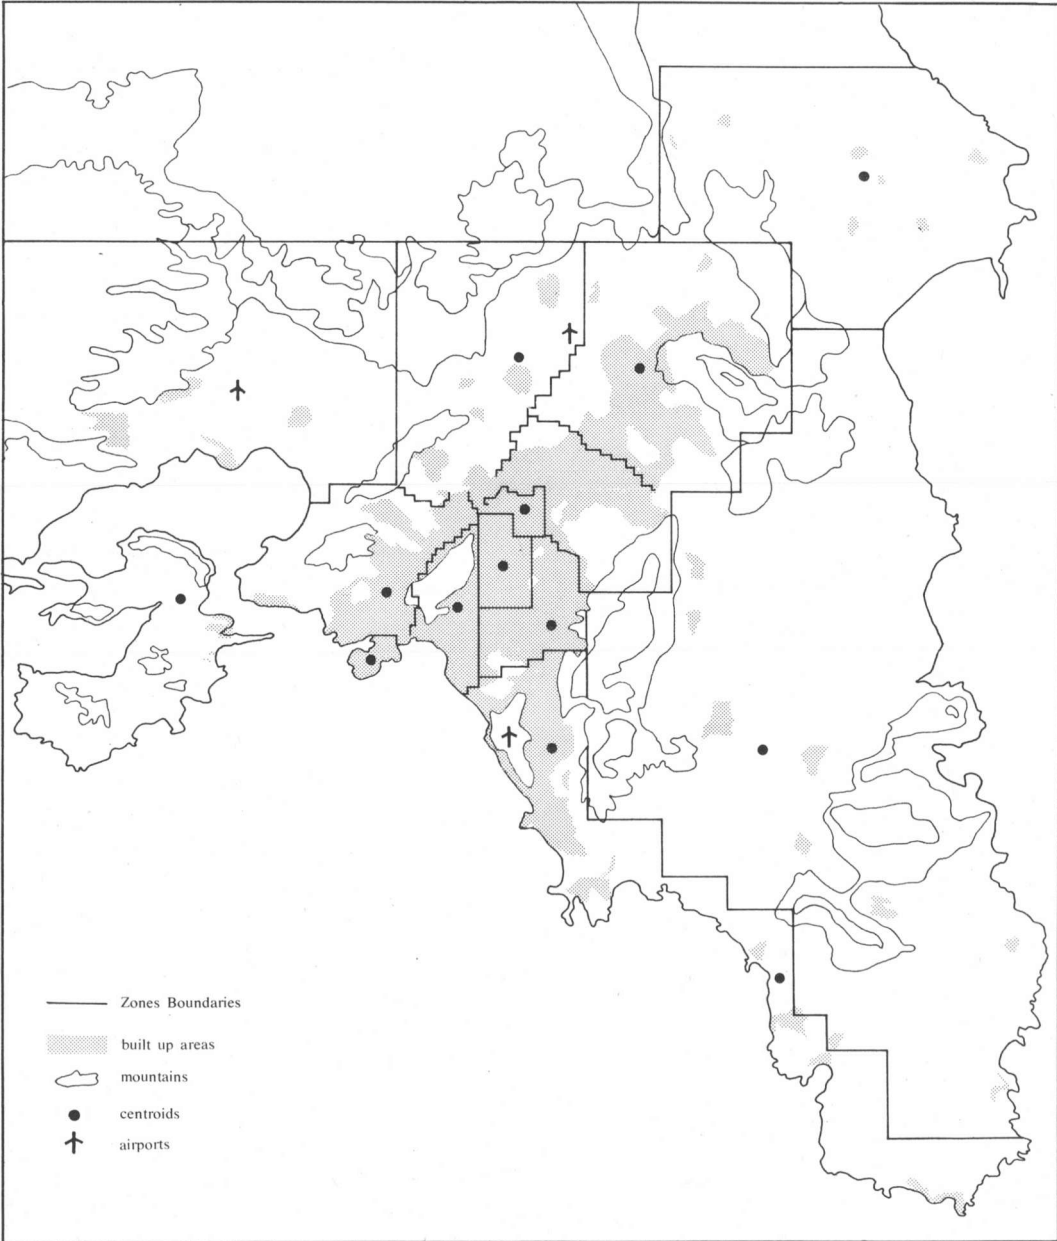 Zones Boundaries
built up areas
mountains
centroids
airports